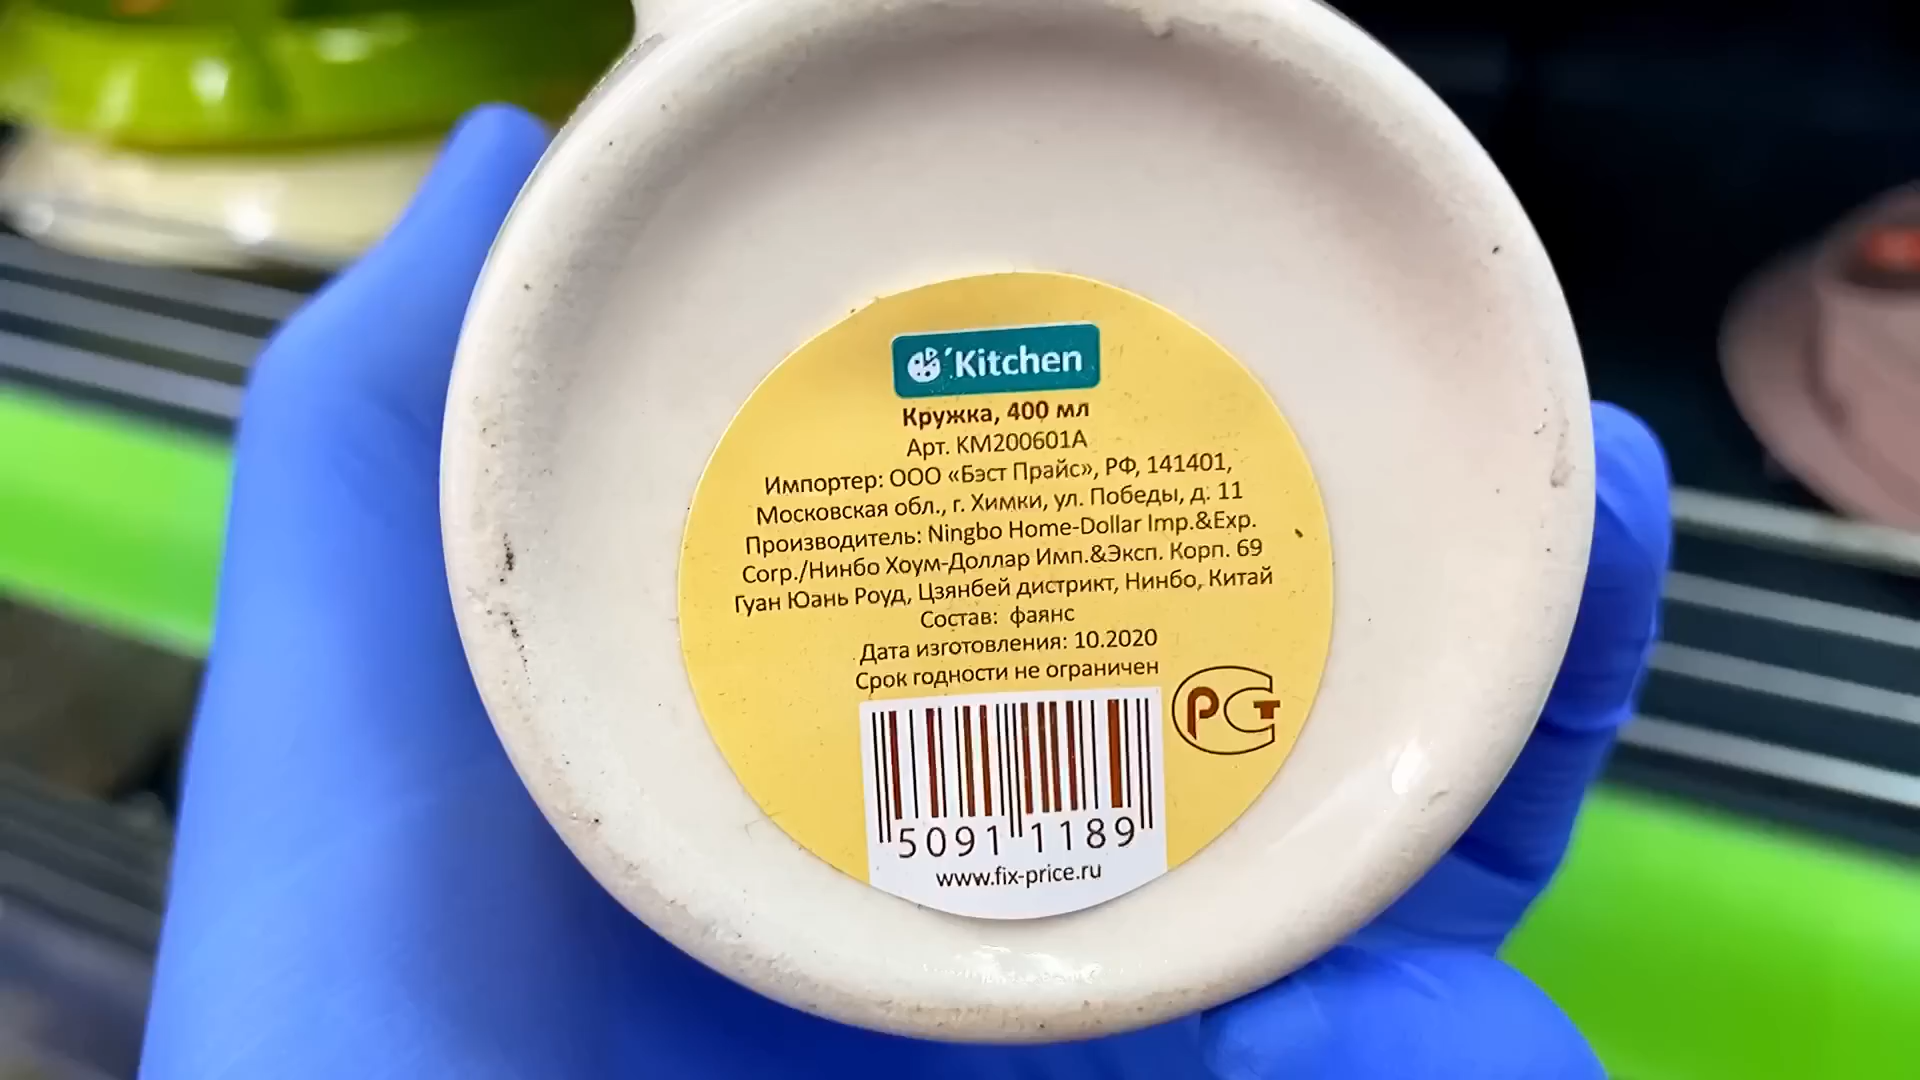 'Kitchen
Кружка, 400 мл
Арт. KM200601A
Импортер: ООО «Бэст Прайс», РФ, 141401,
Московская обл., г. Химки, ул. Победы, д. 11
Производитель: Ningbo Home-Dollar Imp.&Exp.
Corp./Нинбо Хоум-Доллар Имп.&Эксп. Корп. 69
Гуан Юань Роуд, Цзянбей дистрикт, Нинбо, Китай
Состав: фаянс
Дата изготовления: 10.2020
Срок годности не ограничен
РСТ
5091 1189
www.fix-price.ru